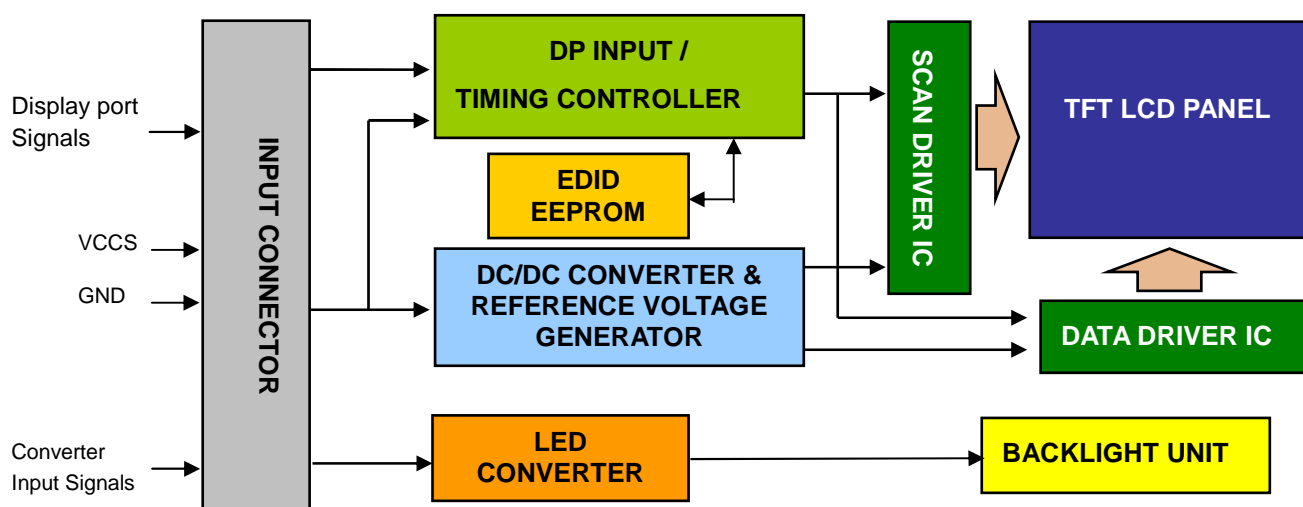 Display port
Signals
VCCS
GND
Converter
Input Signals
INPUT CONNECTOR
DP INPUT /
TIMING CONTROLLER
EDID
EEPROM
DC/DC CONVERTER &
REFERENCE VOLTAGE
GENERATOR
LED
CONVERTER
SCAN DRIVER IC
TFT LCD PANEL
DATA DRIVER IC
BACKLIGHT UNIT